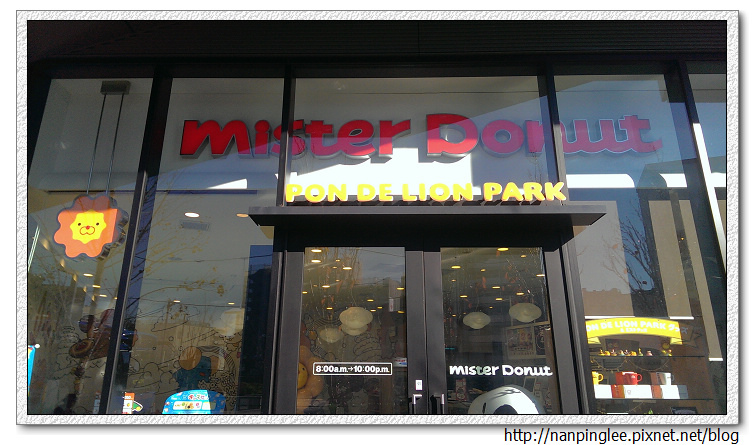 mister Donut
PON DE LION PARK
ON DE LION PARK
8:00a.m.→10:00p.m.
mister Donut
http://nanpinglee.pixnet.net/blog